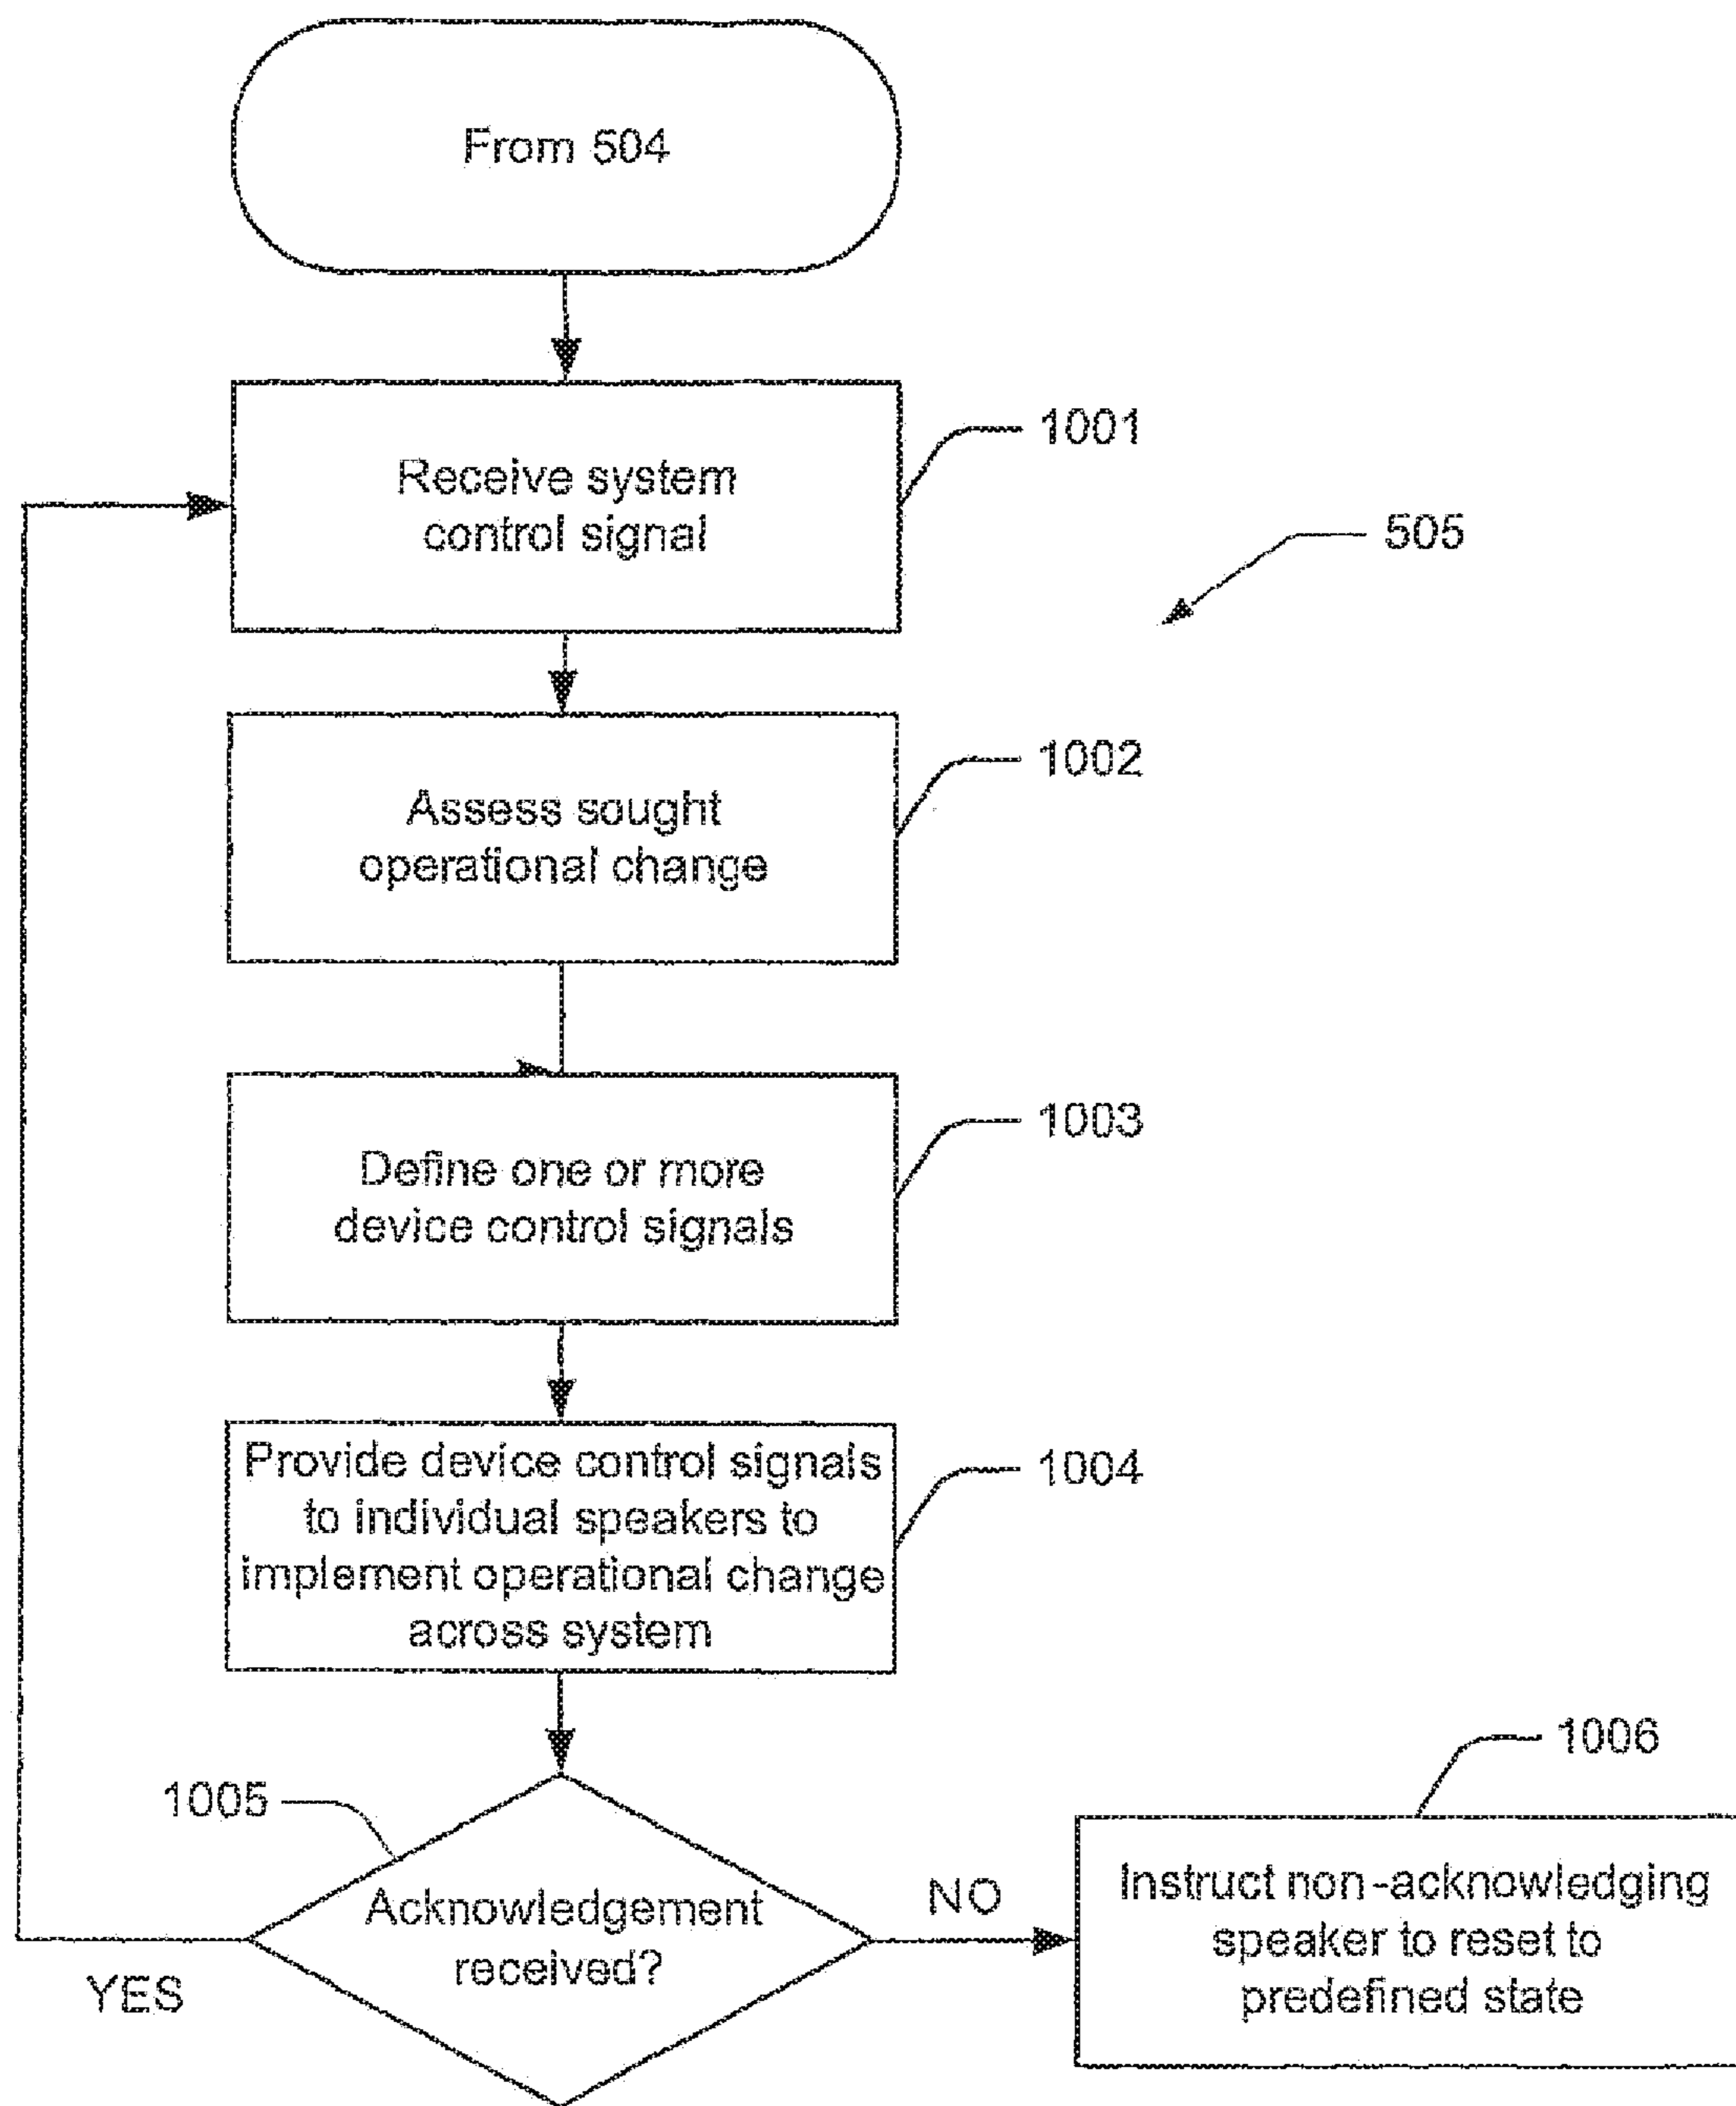 From 504
1001
Receive system
control signal
505
1002
Assess sought
operational change
1003
Define one or more
device control signals
1004
Provide device control signals
to individual speakers to
implement operational change
across system
1005
1006
Acknowledgement
received?
NO
Instruct non-acknowledging
speaker to reset to
predefined state
YES